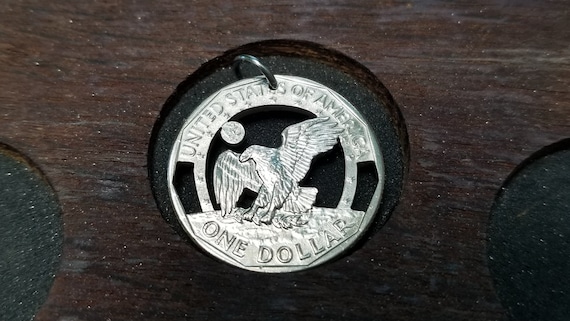 UNITED STATES OF AMERICA
ONE DOLLAR